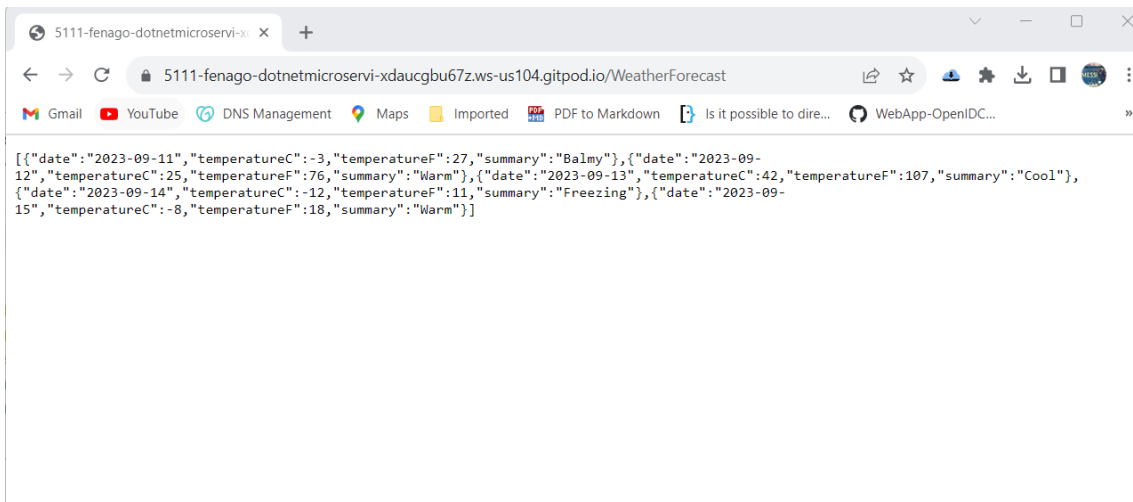 5111-fenago-dotnetmicroservi-x
5111-fenago-dotnetmicroservi-xdaucgbu67z.ws-us104.gitpod.io/WeatherForecast
Gmail YouTube DNS Management Maps Imported PDF to Markdown Is it possible to dire... WebApp-OpenIDC... »
[{"date":"2023-09-11","temperatureC":-3,"temperatureF":27,"summary":"Balmy"},{"date":"2023-09-
12","temperatureC":25,"temperatureF":76,"summary":"Warm"},{"date":"2023-09-13","temperatureC":42,"temperatureF":107,"summary":"Cool"},
{"date":"2023-09-14","temperatureC":-12,"temperatureF":11,"summary":"Freezing"},{"date":"2023-09-
15","temperatureC":-8,"temperatureF":18,"summary":"Warm"}]